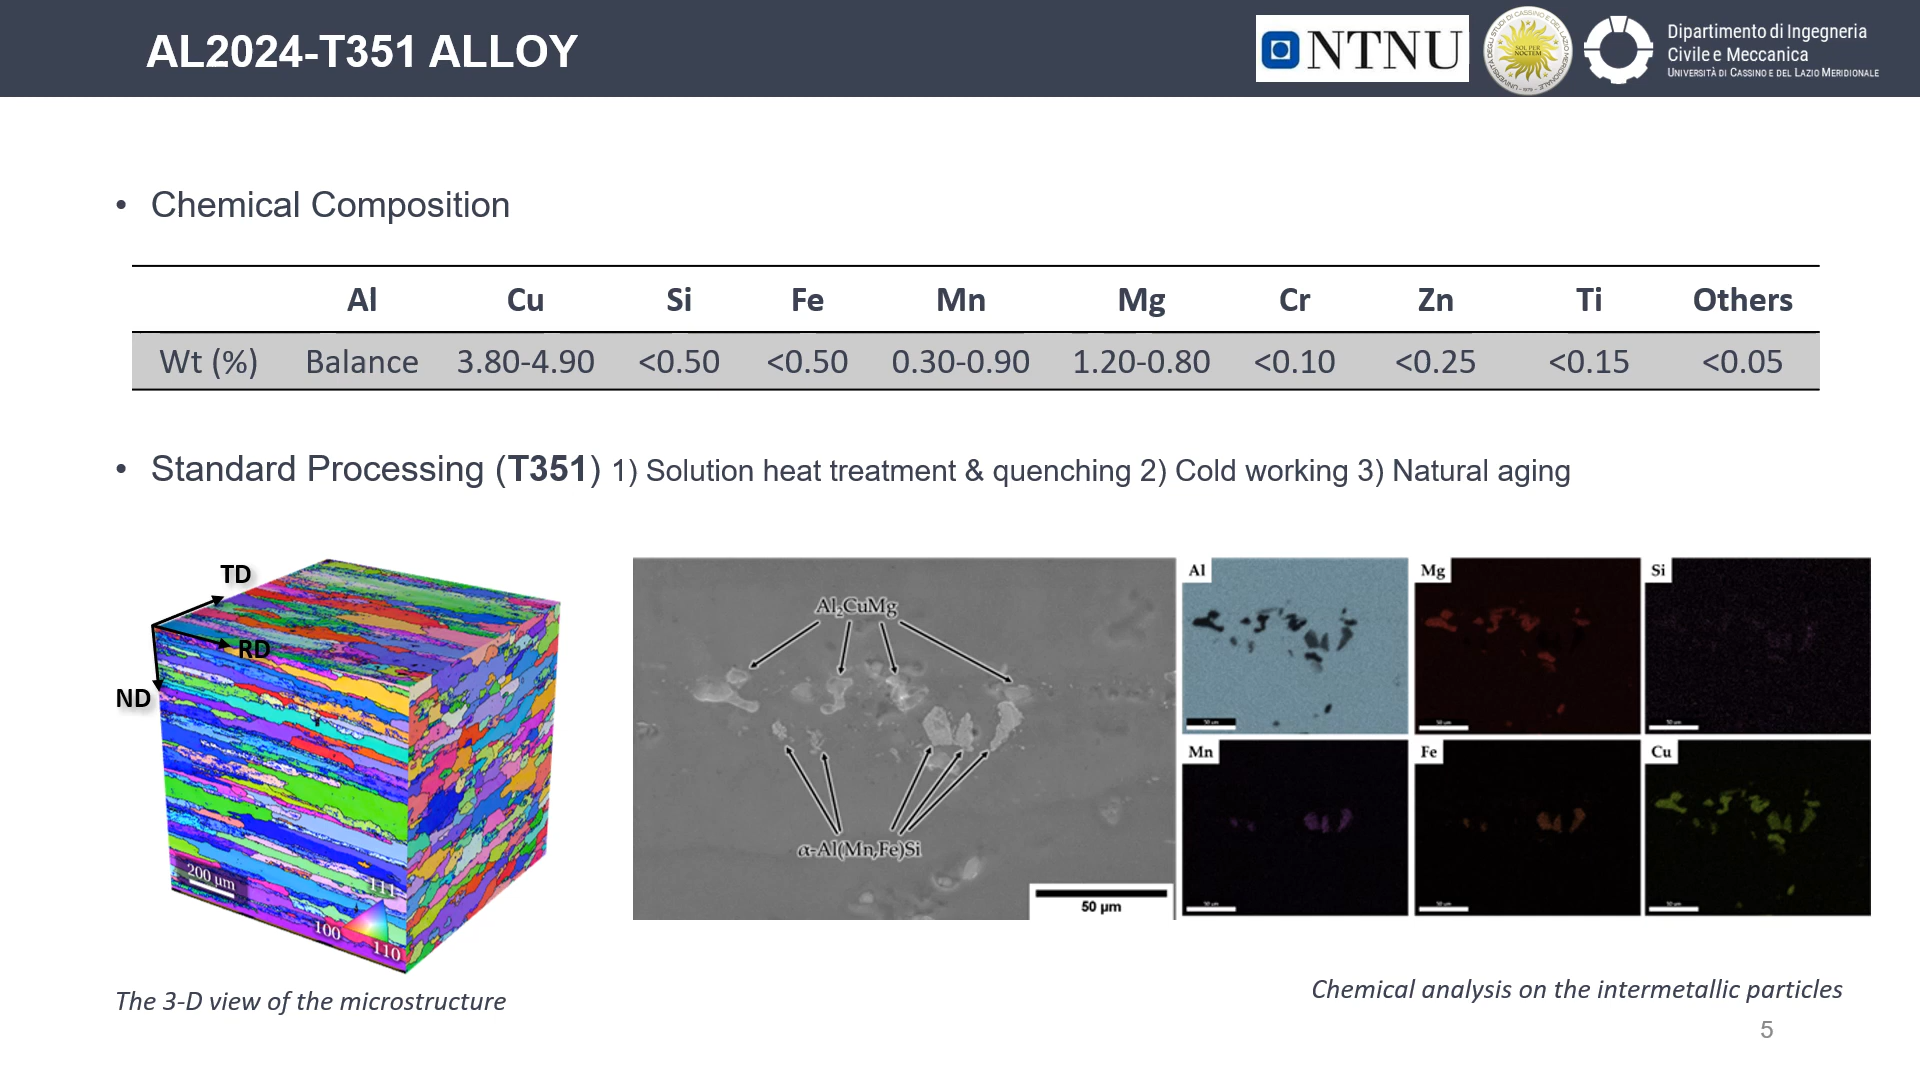 AL2024-T351 ALLOY
NTNU
SOL PER
NOCTEM
Dipartimento di Ingegneria
Civile e Meccanica
UNIVERSITÀ DI CASSINO E DEL LAZIO MERIDIONALE
• Chemical Composition
Al Cu Si Fe Mn Mg Cr Zn Ti Others
Wt (%) Balance 3.80-4.90 <0.50 <0.50 0.30-0.90 1.20-0.80 <0.10 <0.25 <0.15 <0.05
• Standard Processing (T351) 1) Solution heat treatment & quenching 2) Cold working 3) Natural aging
TD
RD
ND
200 µm
111
100
110
The 3-D view of the microstructure
Al₂CuMg
α-Al(Mn,Fe)Si
50 µm
Al
Mg
Si
Mn
Fe
Cu
Chemical analysis on the intermetallic particles
5